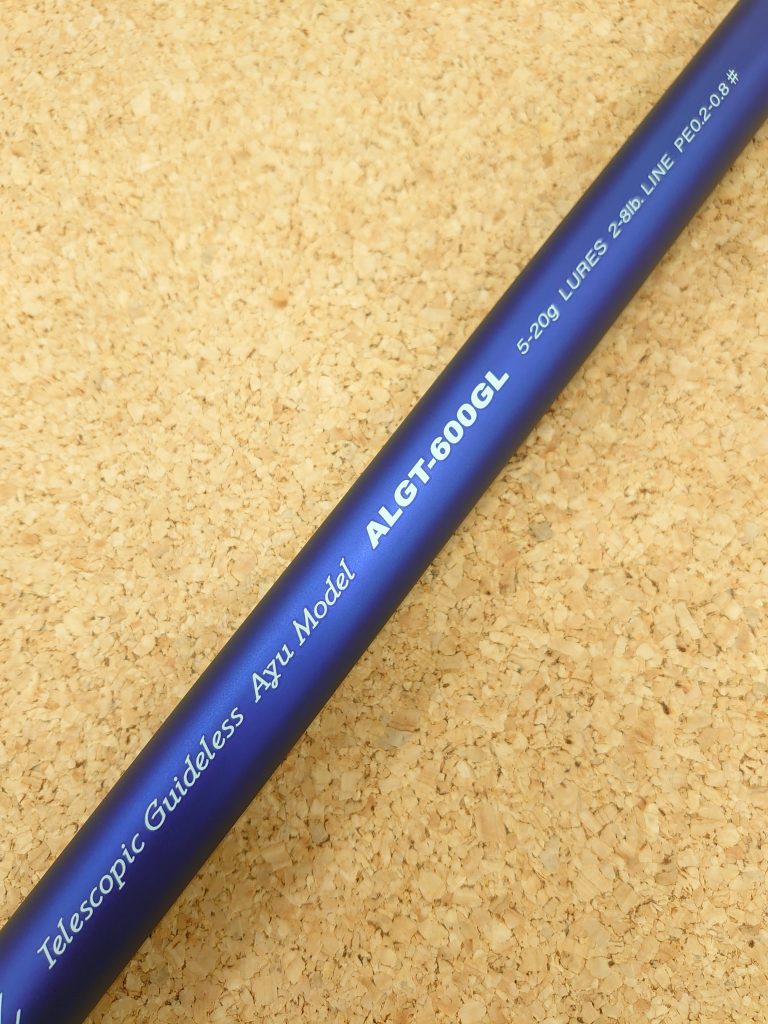 Telescopic Guideless Ayu Model ALGT-600GL 5-20g LURES 2-8lb. LINE PE0.2-0.8#